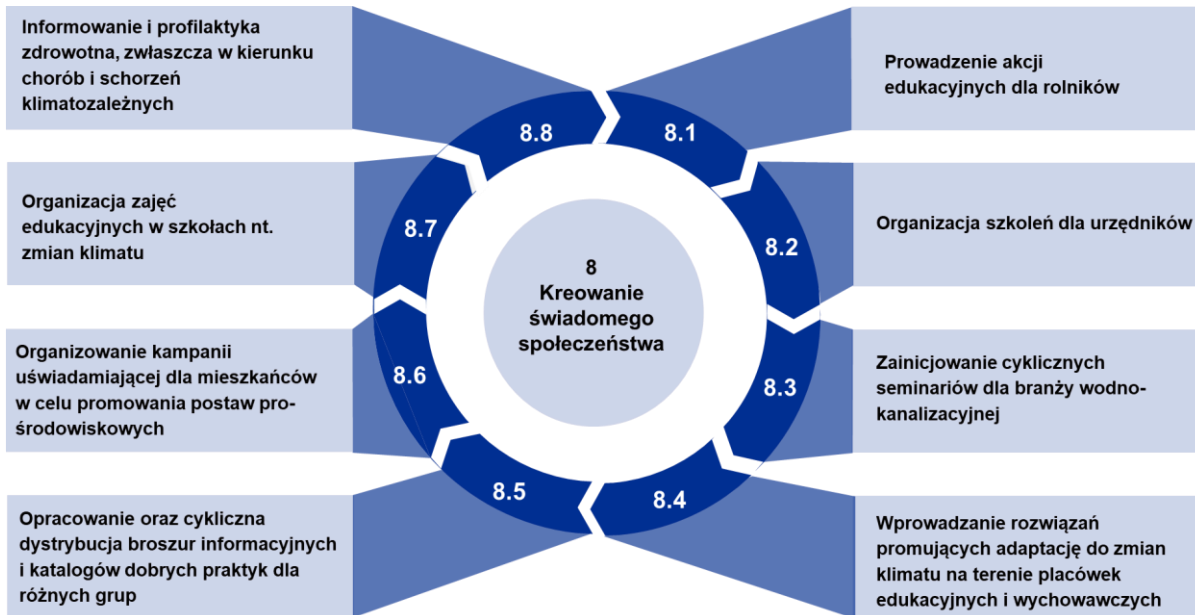 8
Kreowanie
świadomego
społeczeństwa
8.1
Prowadzenie akcji
edukacyjnych dla rolników
8.2
Organizacja szkoleń dla urzędników
8.3
Zainicjowanie cyklicznych
seminariów dla branży wodno-
kanalizacyjnej
8.4
Wprowadzanie rozwiązań
promujących adaptację do zmian
klimatu na terenie placówek
edukacyjnych i wychowawczych
8.5
Opracowanie oraz cykliczna
dystrybucja broszur informacyjnych
i katalogów dobrych praktyk dla
różnych grup
8.6
Organizowanie kampanii
uświadamiającej dla mieszkańców
w celu promowania postaw pro-
środowiskowych
8.7
Organizacja zajęć
edukacyjnych w szkołach nt.
zmian klimatu
8.8
Informowanie i profilaktyka
zdrowotna, zwłaszcza w kierunku
chorób i schorzeń
klimatozależnych